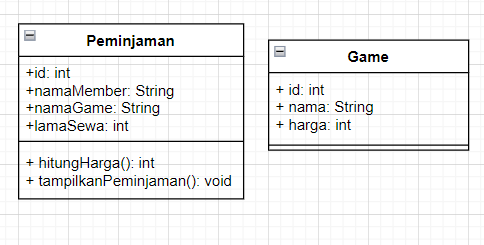 Peminjaman
+id: int
+namaMember: String
+namaGame: String
+lamaSewa: int
+ hitungHarga(): int
+ tampilkanPeminjaman(): void
Game
+ id: int
+ nama: String
+ harga: int